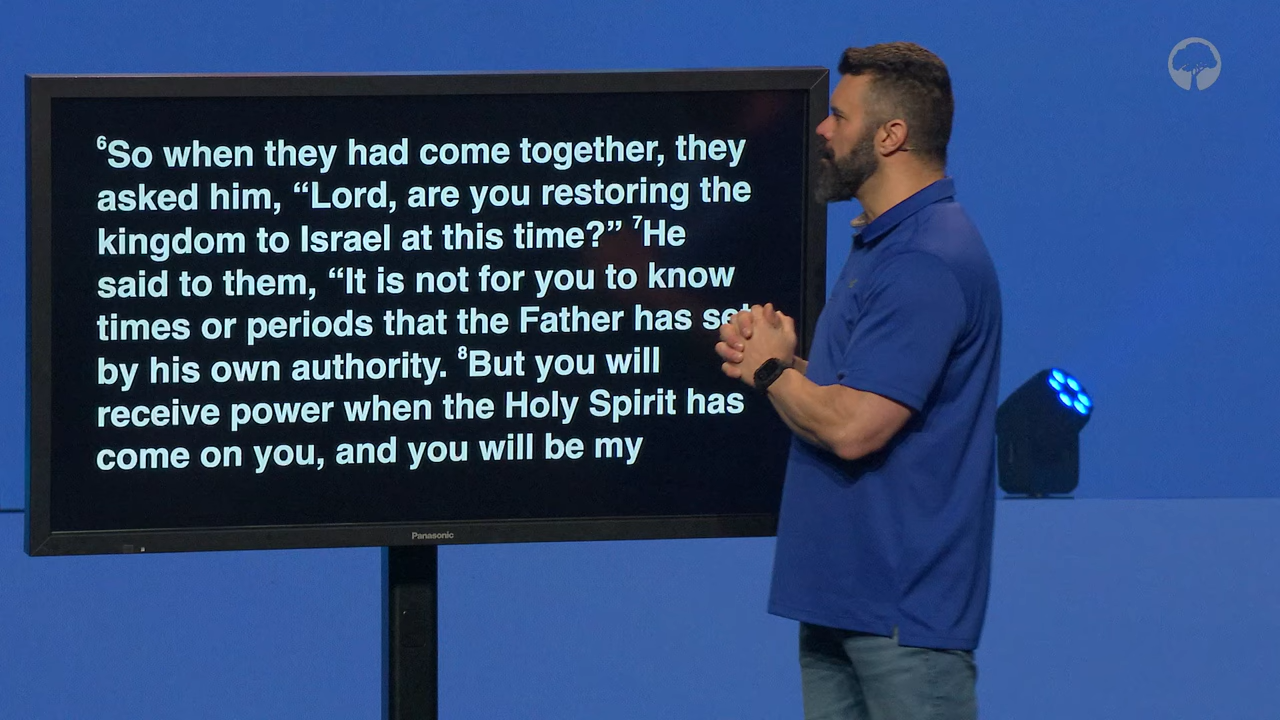 ⁶So when they had come together, they
asked him, “Lord, are you restoring the
kingdom to Israel at this time?” ⁷He
said to them, “It is not for you to know
times or periods that the Father has set
by his own authority. ⁸But you will
receive power when the Holy Spirit has
come on you, and you will be my
Panasonic